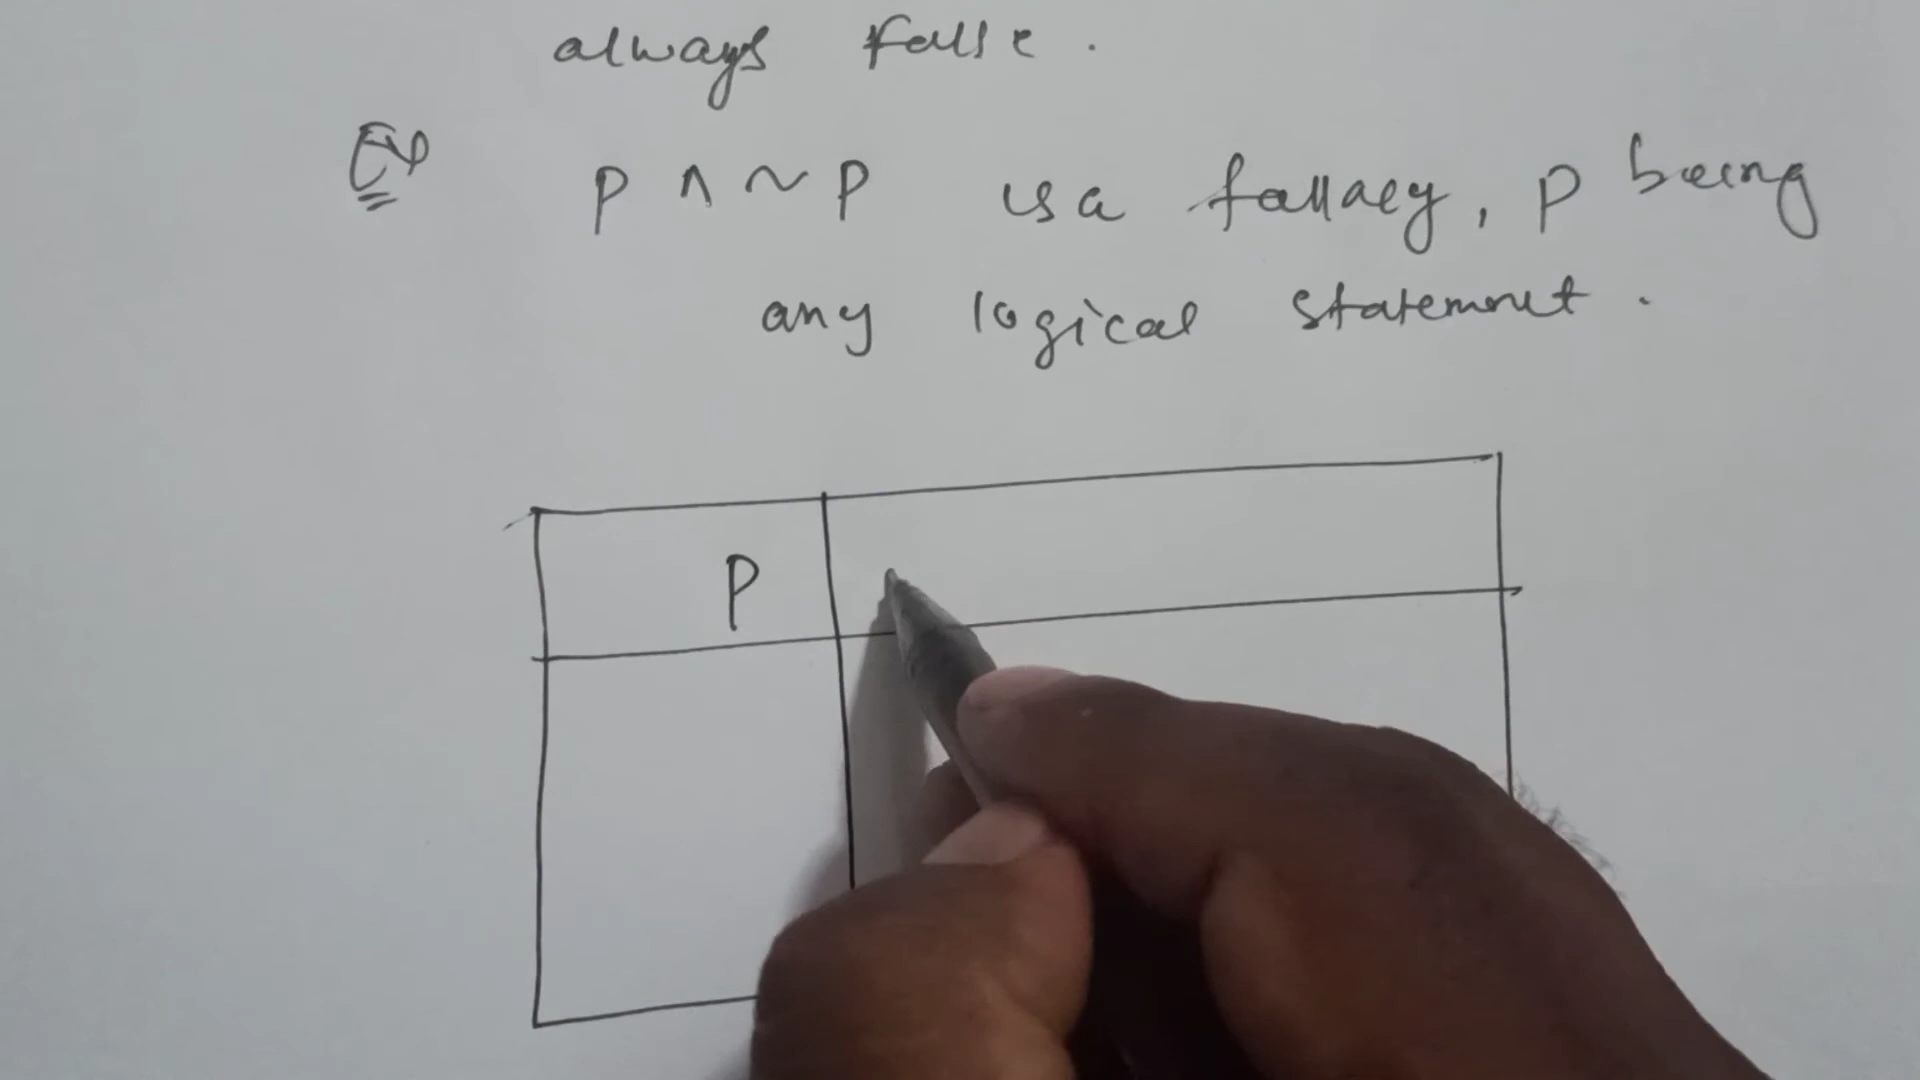 always false .
Ex
p ∧ ~ p is a fallacy, p being
any logical statement .
P